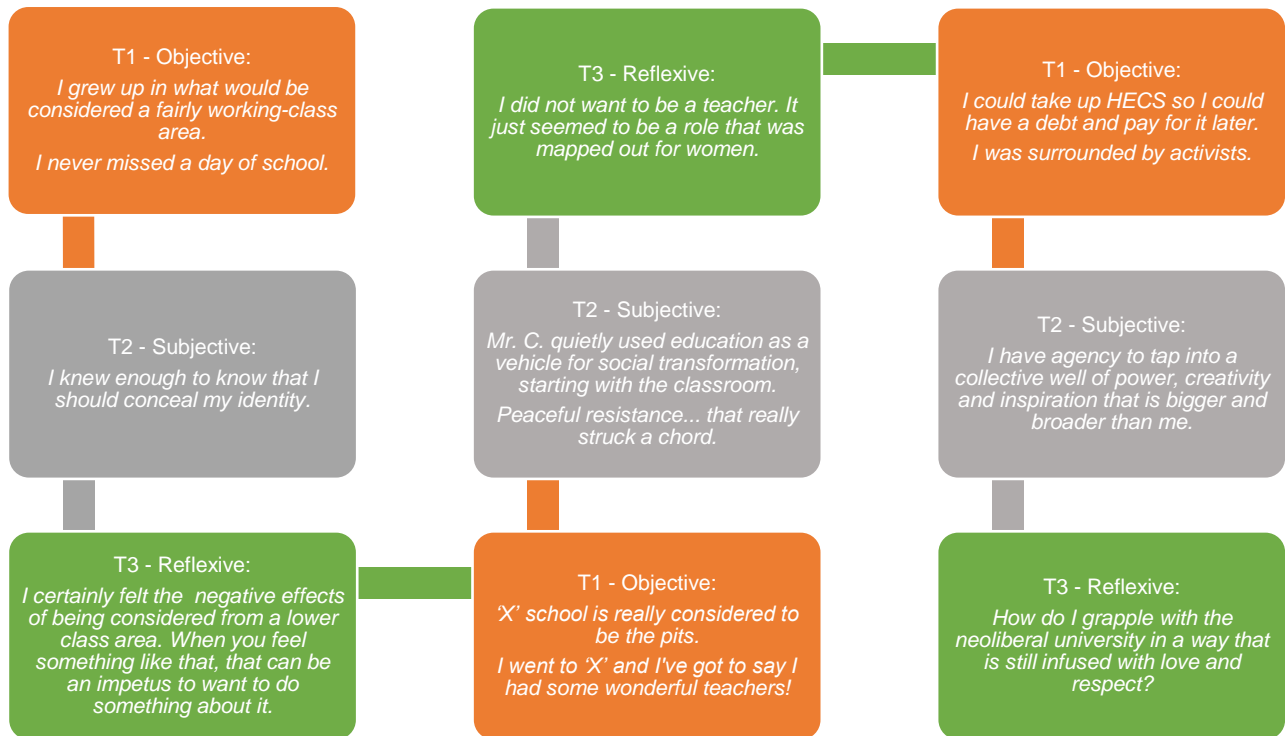 T1 - Objective:
I grew up in what would be
considered a fairly working-class
area.
I never missed a day of school.
T2 - Subjective:
I knew enough to know that I
should conceal my identity.
T3 - Reflexive:
I certainly felt the negative effects
of being considered from a lower
class area. When you feel
something like that, that can be
an impetus to want to do
something about it.
T1 - Objective:
‘X’ school is really considered to
be the pits.
I went to ‘X’ and I've got to say I
had some wonderful teachers!
T2 - Subjective:
Mr. C. quietly used education as a
vehicle for social transformation,
starting with the classroom.
Peaceful resistance... that really
struck a chord.
T3 - Reflexive:
I did not want to be a teacher. It
just seemed to be a role that was
mapped out for women.
T1 - Objective:
I could take up HECS so I could
have a debt and pay for it later.
I was surrounded by activists.
T2 - Subjective:
I have agency to tap into a
collective well of power, creativity
and inspiration that is bigger and
broader than me.
T3 - Reflexive:
How do I grapple with the
neoliberal university in a way that
is still infused with love and
respect?